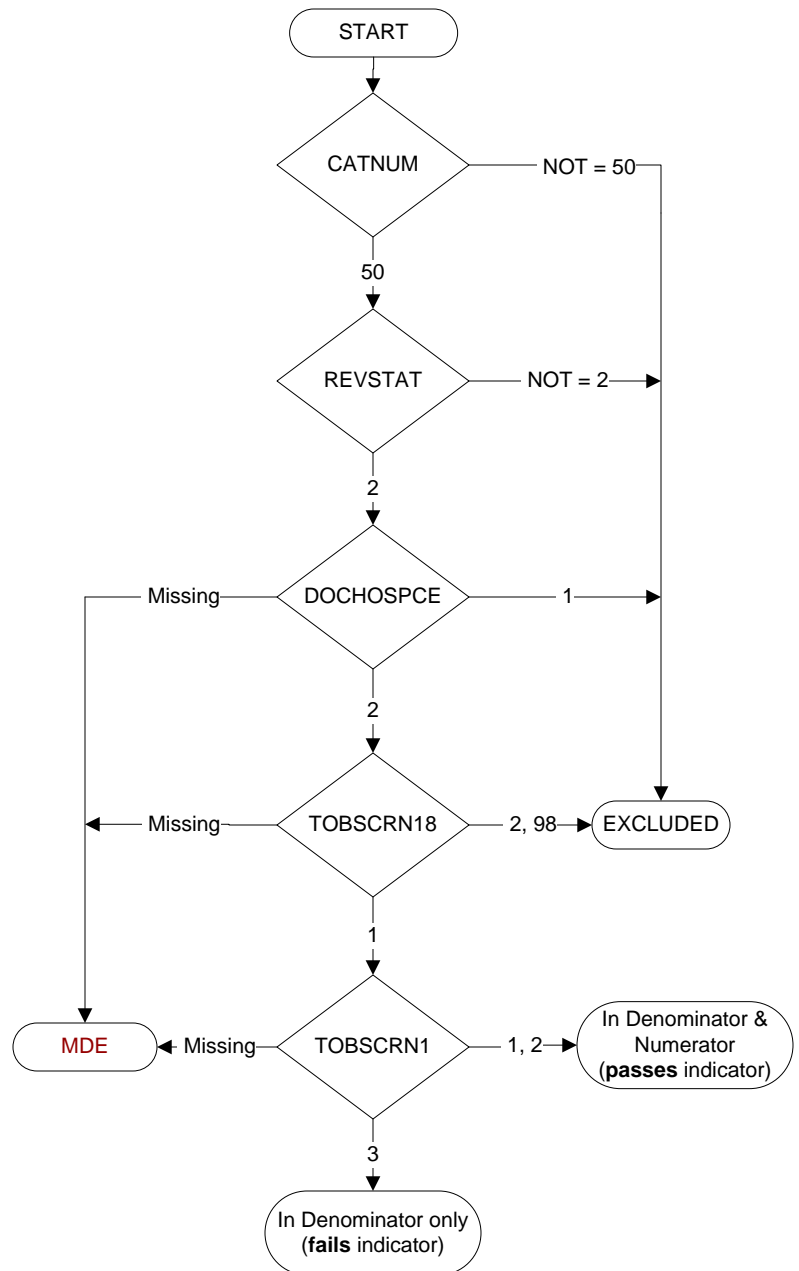 START
CATNUM
NOT = 50
50
REVSTAT
NOT = 2
2
Missing
DOCHOSPCE
1
2
Missing
TOBSCRN18
2, 98
EXCLUDED
1
MDE
Missing
TOBSCRN1
1, 2
In Denominator &
Numerator
(passes indicator)
3
In Denominator only
(fails indicator)